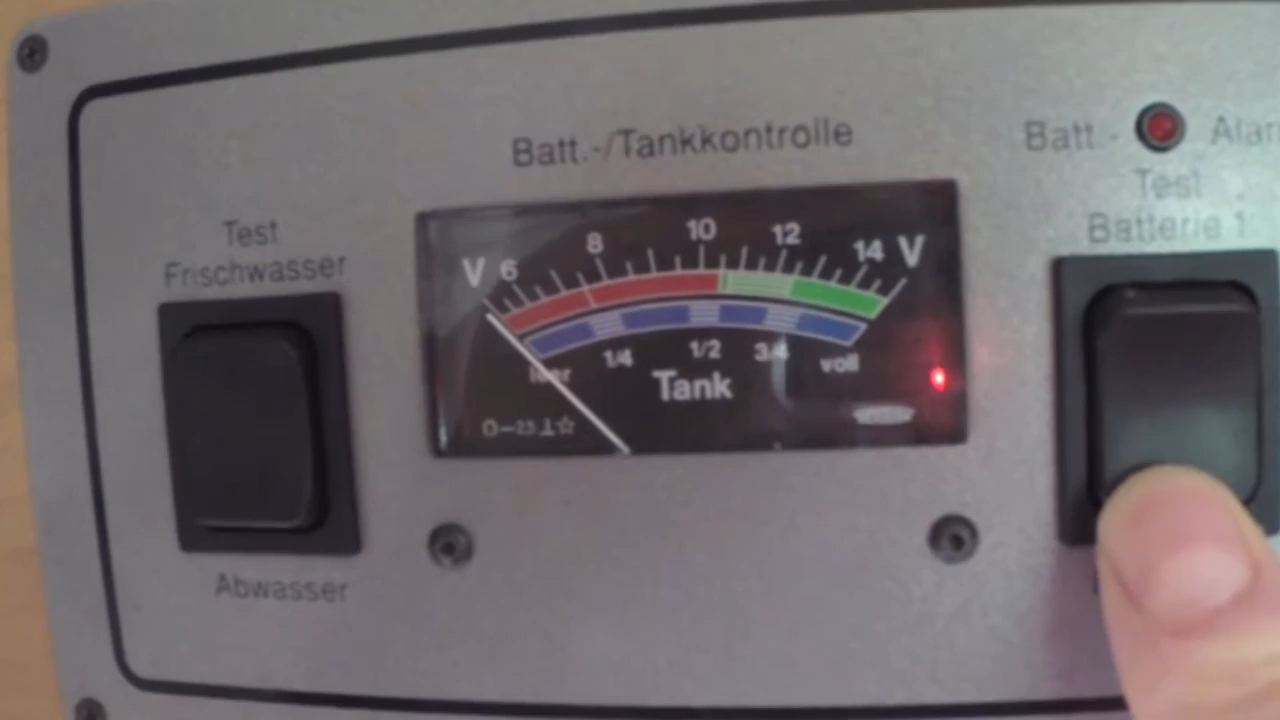 Batt.-/Tankkontrolle
Batt.-
Test
Batterie 1
Test
Frischwasser
V 6 8 10 12 14 V
leer 1/4 1/2 3/4 voll
Tank
Abwasser